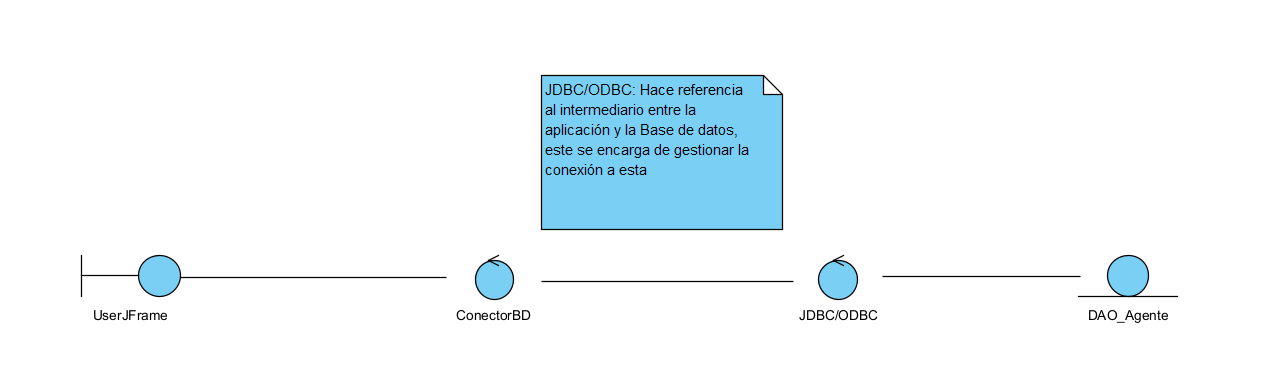 JDBC/ODBC: Hace referencia
al intermediario entre la
aplicación y la Base de datos,
este se encarga de gestionar la
conexión a esta
UserJFrame
ConectorBD
JDBC/ODBC
DAO_Agente